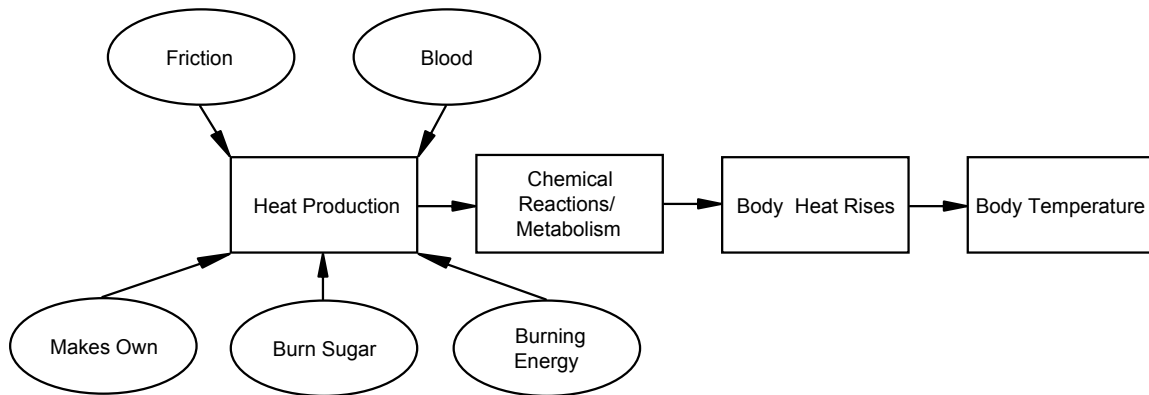 Friction
Blood
Heat Production
Chemical
Reactions/
Metabolism
Body Heat Rises
Body Temperature
Makes Own
Burn Sugar
Burning
Energy